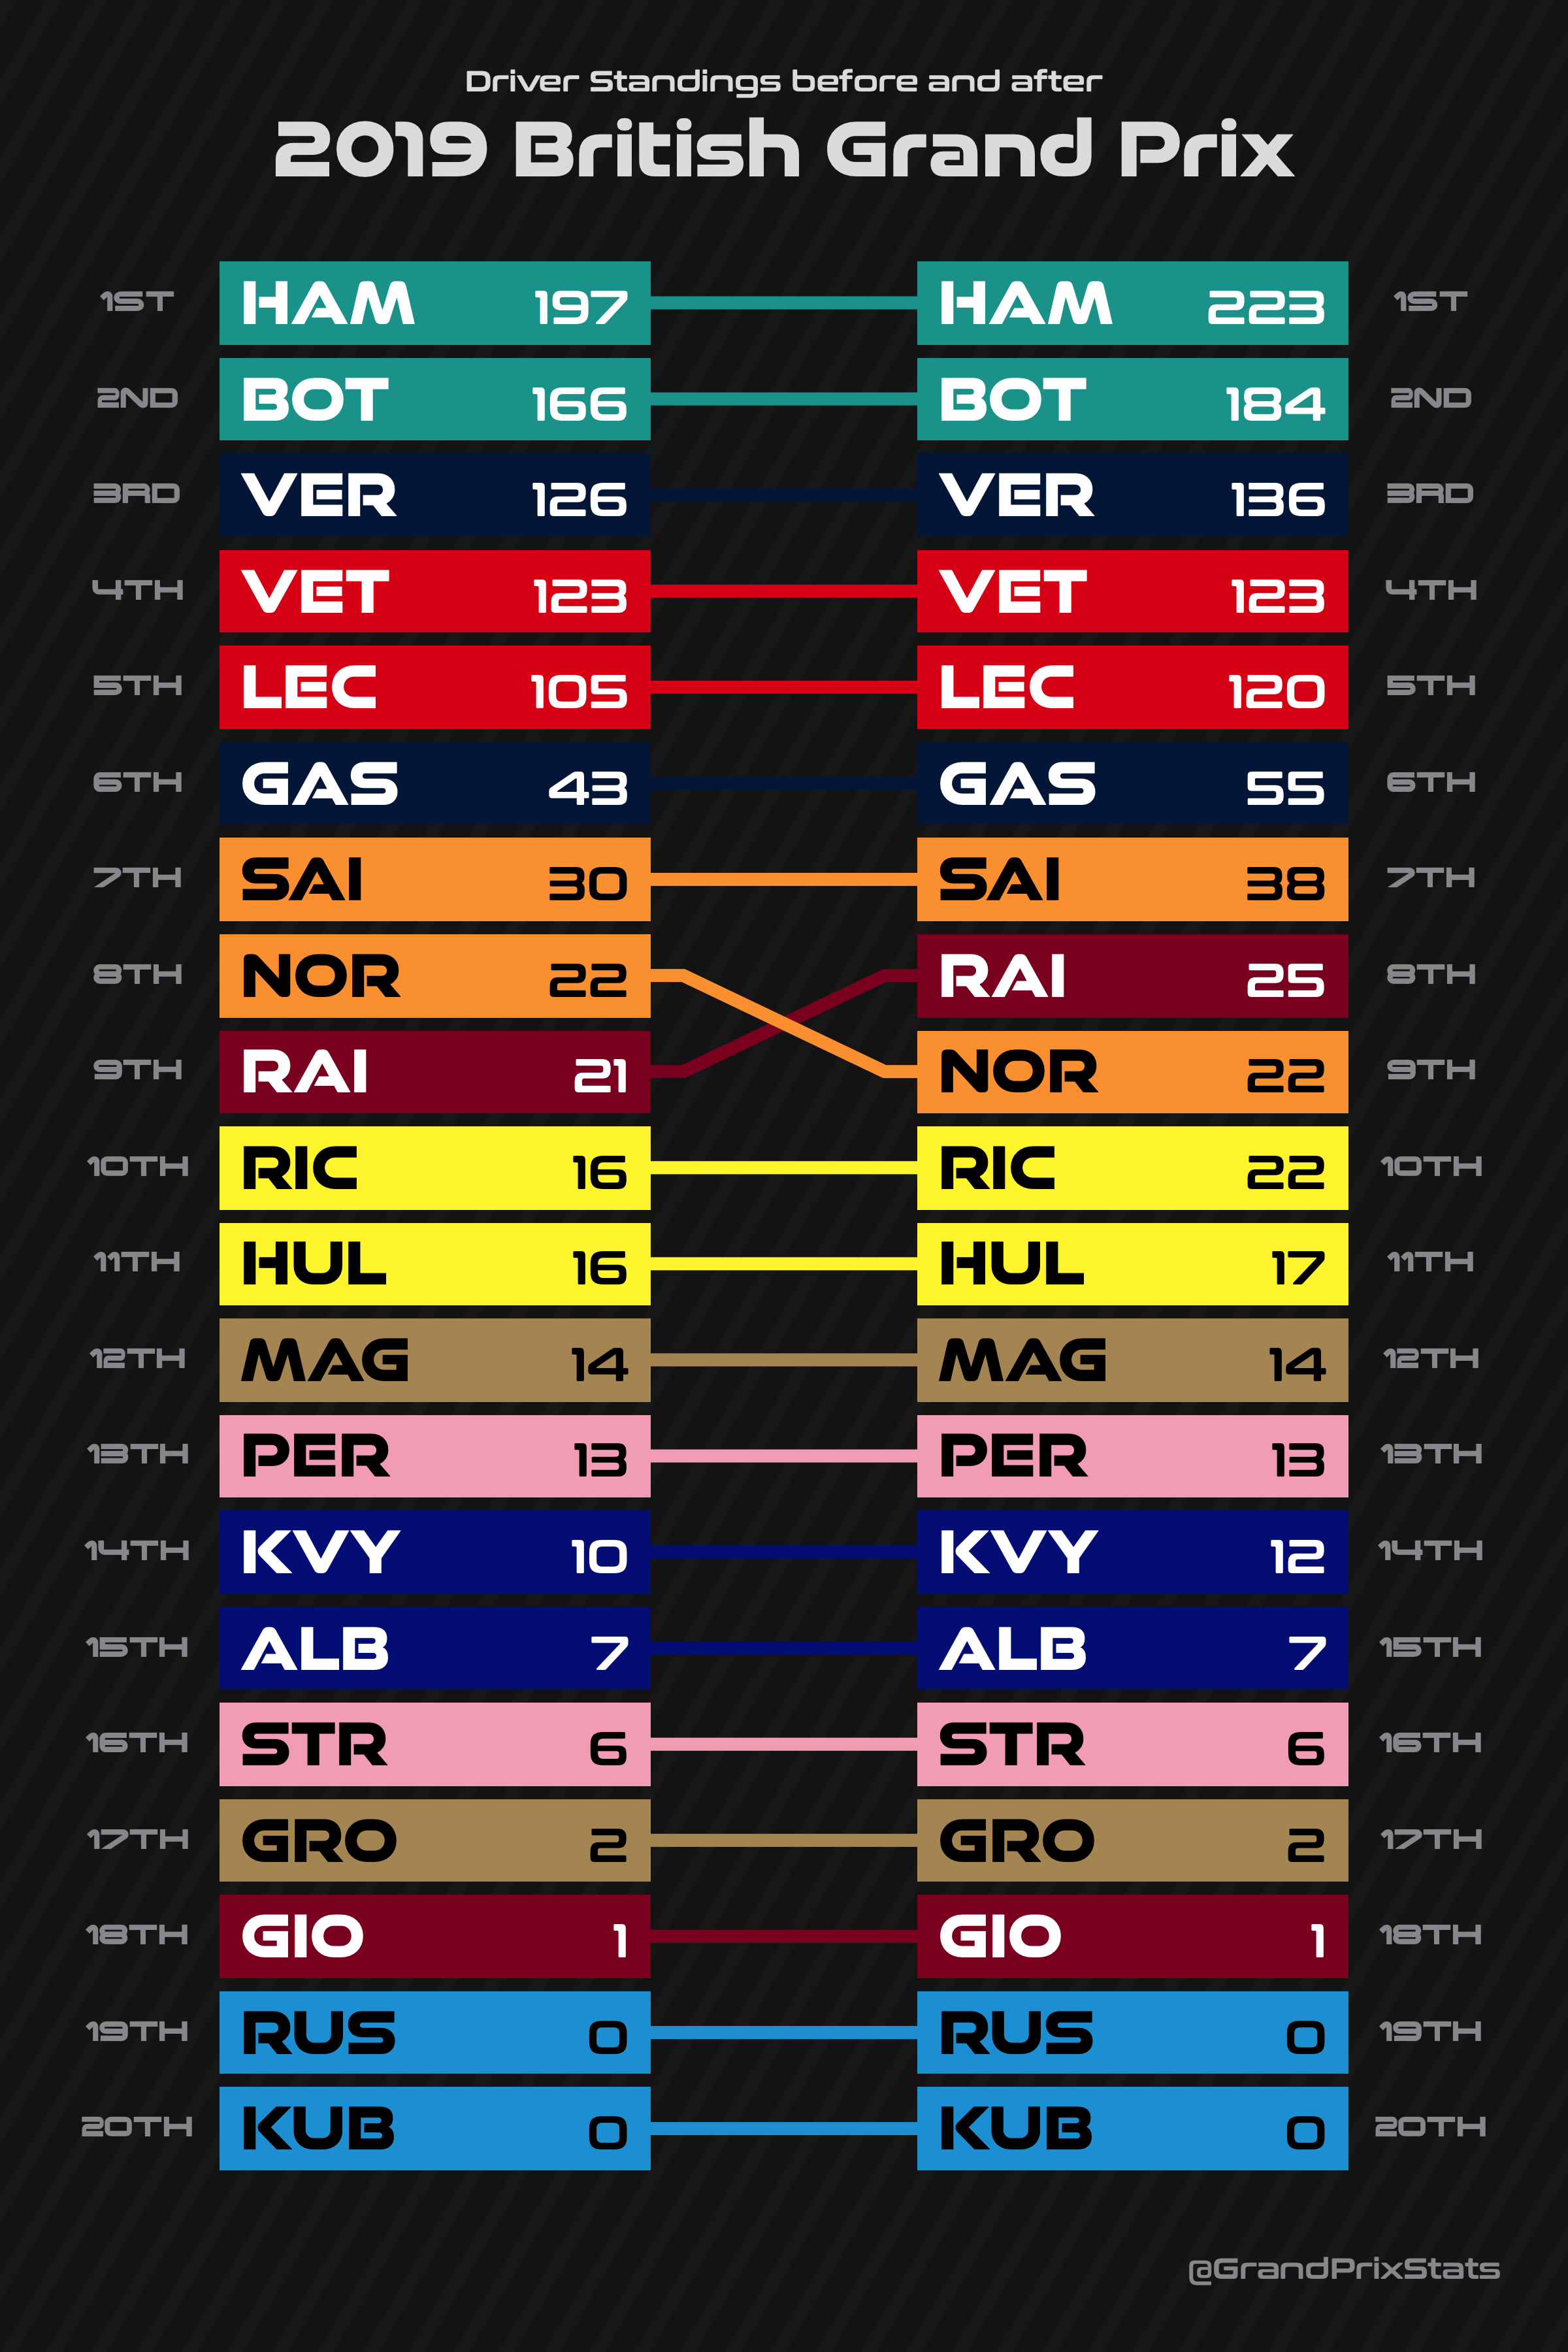 Driver Standings before and after
2019 British Grand Prix
1ST HAM 197 HAM 223 1ST
2ND BOT 166 BOT 184 2ND
3RD VER 126 VER 136 3RD
4TH VET 123 VET 123 4TH
5TH LEC 105 LEC 120 5TH
6TH GAS 43 GAS 55 6TH
7TH SAI 30 SAI 38 7TH
8TH NOR 22 RAI 25 8TH
9TH RAI 21 NOR 22 9TH
10TH RIC 16 RIC 22 10TH
11TH HUL 16 HUL 17 11TH
12TH MAG 14 MAG 14 12TH
13TH PER 13 PER 13 13TH
14TH KVY 10 KVY 12 14TH
15TH ALB 7 ALB 7 15TH
16TH STR 6 STR 6 16TH
17TH GRO 2 GRO 2 17TH
18TH GIO 1 GIO 1 18TH
19TH RUS 0 RUS 0 19TH
20TH KUB 0 KUB 0 20TH
@GrandPrixStats